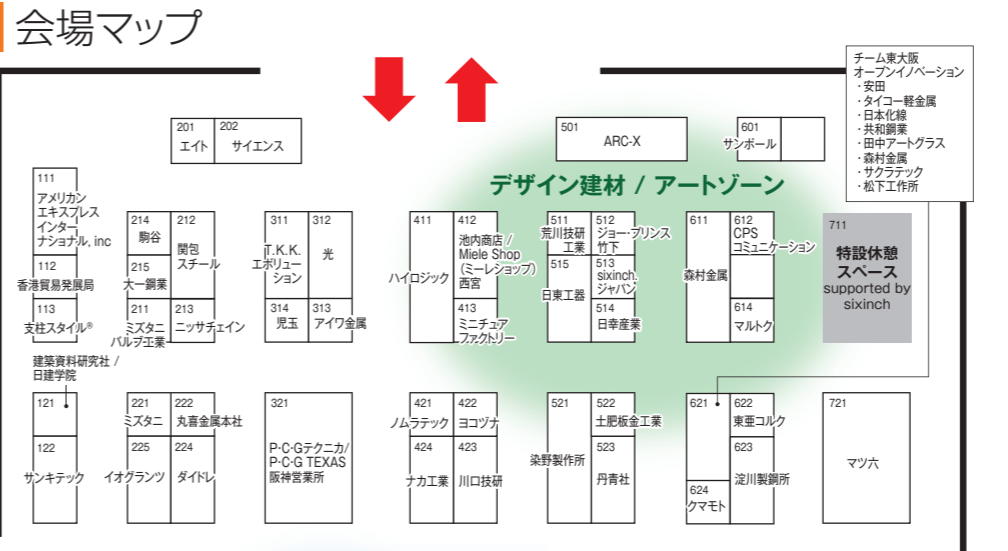 会場マップ
チーム東大阪
オープンイノベーション
・安田
・タイコー軽金属
・日本化線
・共和鋼業
・田中アートグラス
・森村金属
・サクラテック
・松下工作所
201
エイト
202
サイエンス
501
ARC-X
601
サンポール
デザイン建材 / アートゾーン
111
アメリカン
エキスプレス
インター
ナショナル, inc
112
香港貿易発展局
113
支柱スタイル®
214
駒谷
212
関包
スチール
215
大一鋼業
211
ミズタニ
バルブ工業
213
ニッサチェイン
311
T.K.K.
エボリュー
ション
312
光
314
児玉
313
アイワ金属
411
ハイロジック
412
池内商店 /
Miele Shop
(ミーレショップ)
西宮
413
ミニチュア
ファクトリー
511
荒川技研
工業
512
ジョー・プリンス
竹下
515
日東工器
513
sixinch.
ジャパン
514
日幸産業
611
森村金属
612
CPS
コミュニケーション
614
マルトク
711
特設休憩
スペース
supported by
sixinch
建築資料研究社 /
日建学院
121
122
サンキテック
221
ミズタニ
222
丸喜金属本社
225
イオグランツ
224
ダイドレ
321
P・C・Gテクニカ/
P・C・G TEXAS
阪神営業所
421
ノムラテック
422
ヨコヅナ
424
ナカ工業
423
川口技研
521
染野製作所
522
土肥板金工業
523
丹青社
621
622
東亜コルク
623
淀川製鋼所
624
クマモト
721
マツ六